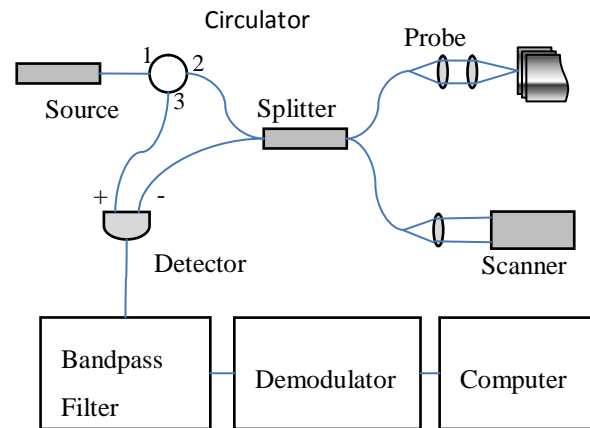 Circulator
1
2
3
Source
Splitter
Probe
+
-
Detector
Scanner
Bandpass
Filter
Demodulator
Computer